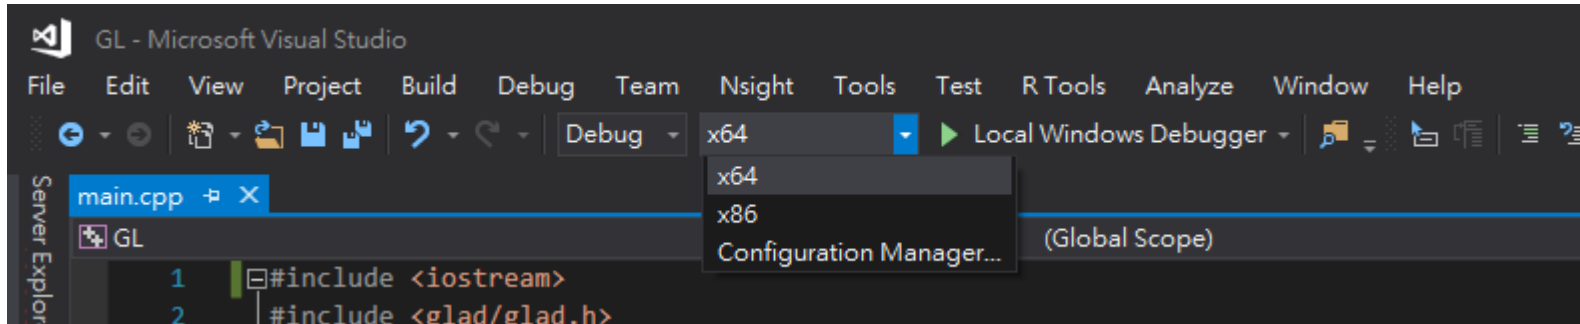 GL - Microsoft Visual Studio
File Edit View Project Build Debug Team Nsight Tools Test R Tools Analyze Window Help
Debug x64 Local Windows Debugger
x64
x86
Configuration Manager...
Server Explor
main.cpp
GL (Global Scope)
1 #include <iostream>
2 #include <glad/glad.h>